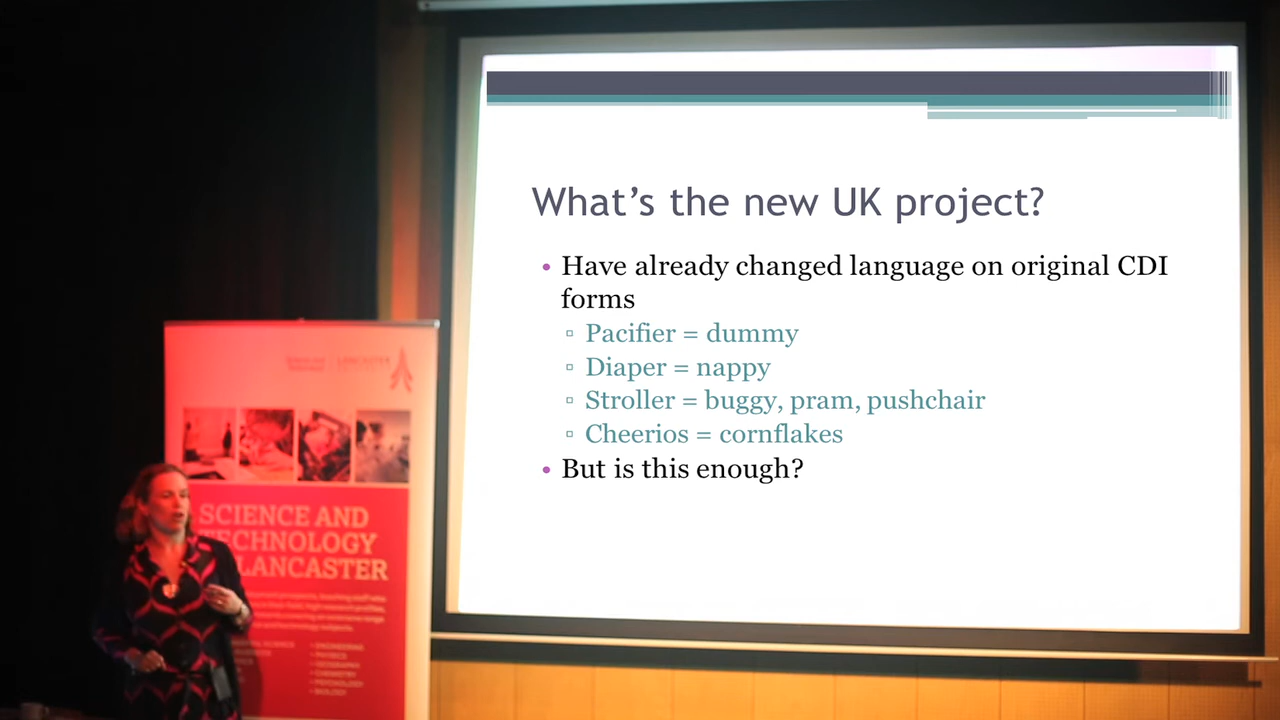 What's the new UK project?
• Have already changed language on original CDI
forms
▫ Pacifier = dummy
▫ Diaper = nappy
▫ Stroller = buggy, pram, pushchair
▫ Cheerios = cornflakes
• But is this enough?
SCIENCE AND
TECHNOLOGY
LANCASTER
• ENGINEERING
• PHYSICS
• GEOGRAPHY
• CHEMISTRY
• PSYCHOLOGY
• BIOLOGY